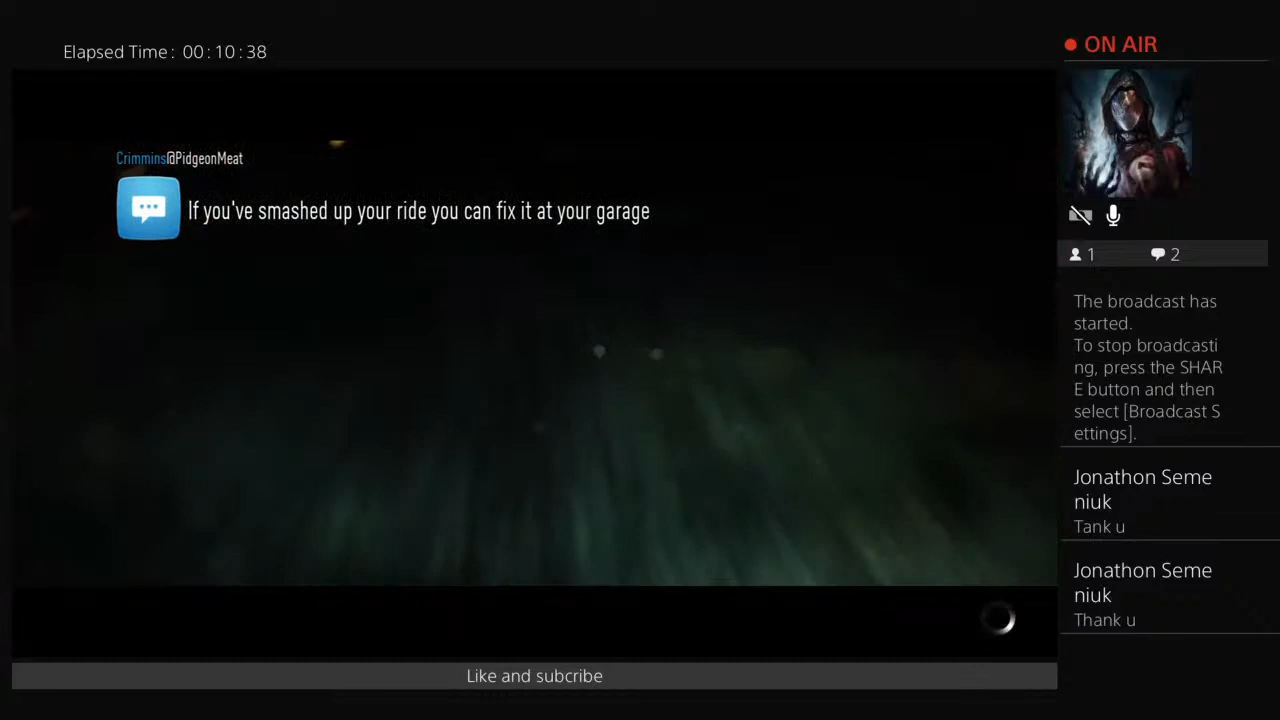 Elapsed Time: 00:10:38
ON AIR
Crimmins@PidgeonMeat
If you've smashed up your ride you can fix it at your garage
1
2
The broadcast has
started.
To stop broadcasti
ng, press the SHAR
E button and then
select [Broadcast S
ettings].
Jonathon Seme
niuk
Tank u
Jonathon Seme
niuk
Thank u
Like and subcribe